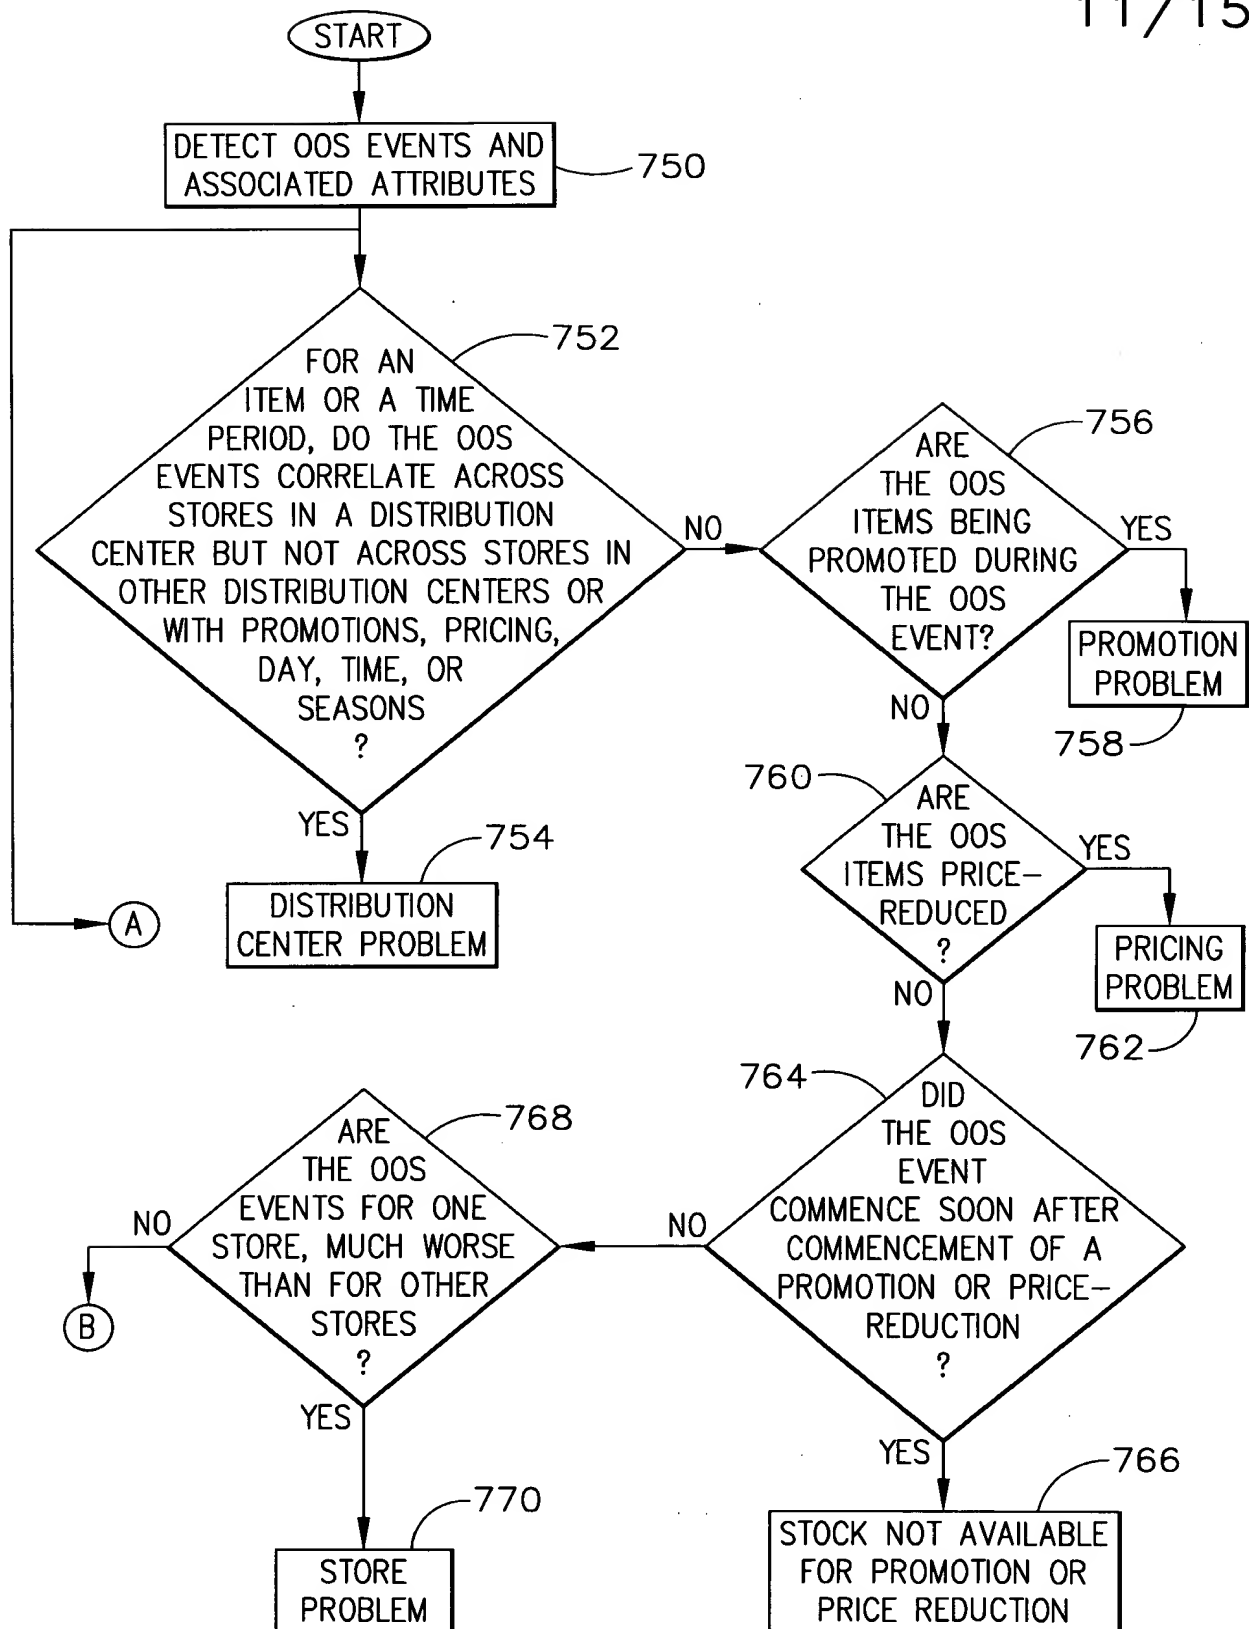 11/15
START
DETECT OOS EVENTS AND
ASSOCIATED ATTRIBUTES
750
752
FOR AN
ITEM OR A TIME
PERIOD, DO THE OOS
EVENTS CORRELATE ACROSS
STORES IN A DISTRIBUTION
CENTER BUT NOT ACROSS STORES IN
OTHER DISTRIBUTION CENTERS OR
WITH PROMOTIONS, PRICING,
DAY, TIME, OR
SEASONS
?
NO
YES
754
DISTRIBUTION
CENTER PROBLEM
A
756
ARE
THE OOS
ITEMS BEING
PROMOTED DURING
THE OOS
EVENT?
YES
PROMOTION
PROBLEM
758
NO
760
ARE
THE OOS
ITEMS PRICE-
REDUCED
?
YES
PRICING
PROBLEM
762
NO
764
DID
THE OOS
EVENT
COMMENCE SOON AFTER
COMMENCEMENT OF A
PROMOTION OR PRICE-
REDUCTION
?
NO
YES
766
STOCK NOT AVAILABLE
FOR PROMOTION OR
PRICE REDUCTION
768
ARE
THE OOS
EVENTS FOR ONE
STORE, MUCH WORSE
THAN FOR OTHER
STORES
?
NO
B
YES
770
STORE
PROBLEM